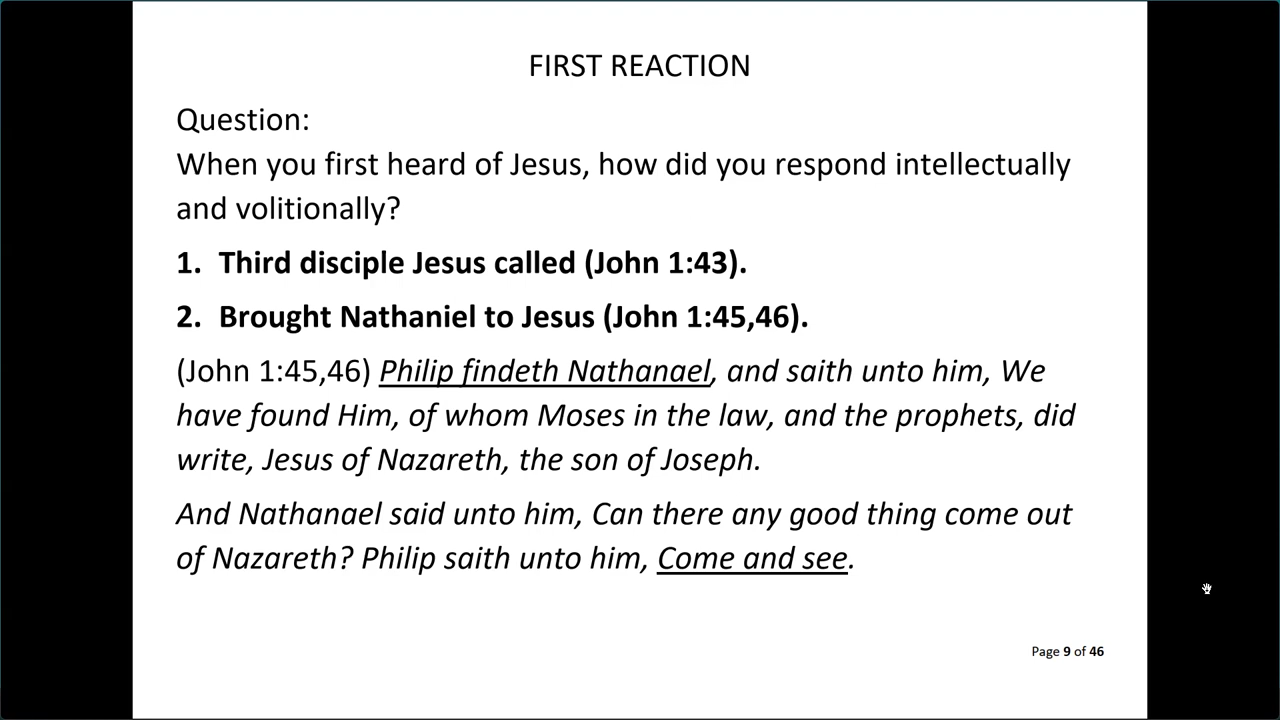 FIRST REACTION
Question:
When you first heard of Jesus, how did you respond intellectually
and volitionally?
1. Third disciple Jesus called (John 1:43).
2. Brought Nathaniel to Jesus (John 1:45,46).
(John 1:45,46) Philip findeth Nathanael, and saith unto him, We
have found Him, of whom Moses in the law, and the prophets, did
write, Jesus of Nazareth, the son of Joseph.
And Nathanael said unto him, Can there any good thing come out
of Nazareth? Philip saith unto him, Come and see.
Page 9 of 46